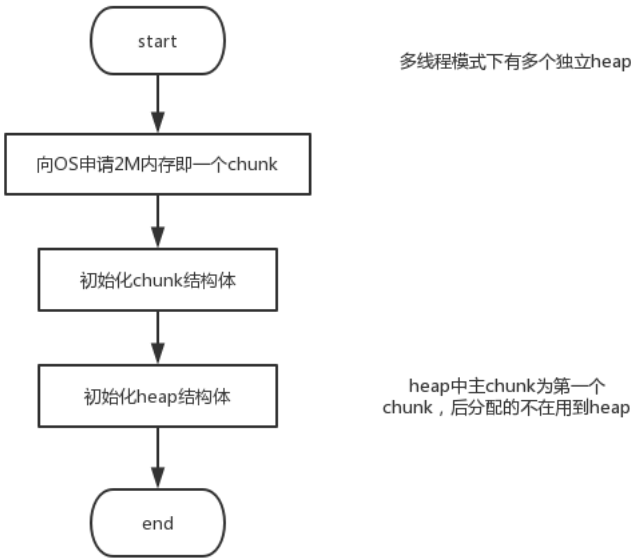 start
多线程模式下有多个独立heap
向OS申请2M内存即一个chunk
初始化chunk结构体
初始化heap结构体
heap中主chunk为第一个
chunk，后分配的不在用到heap
end